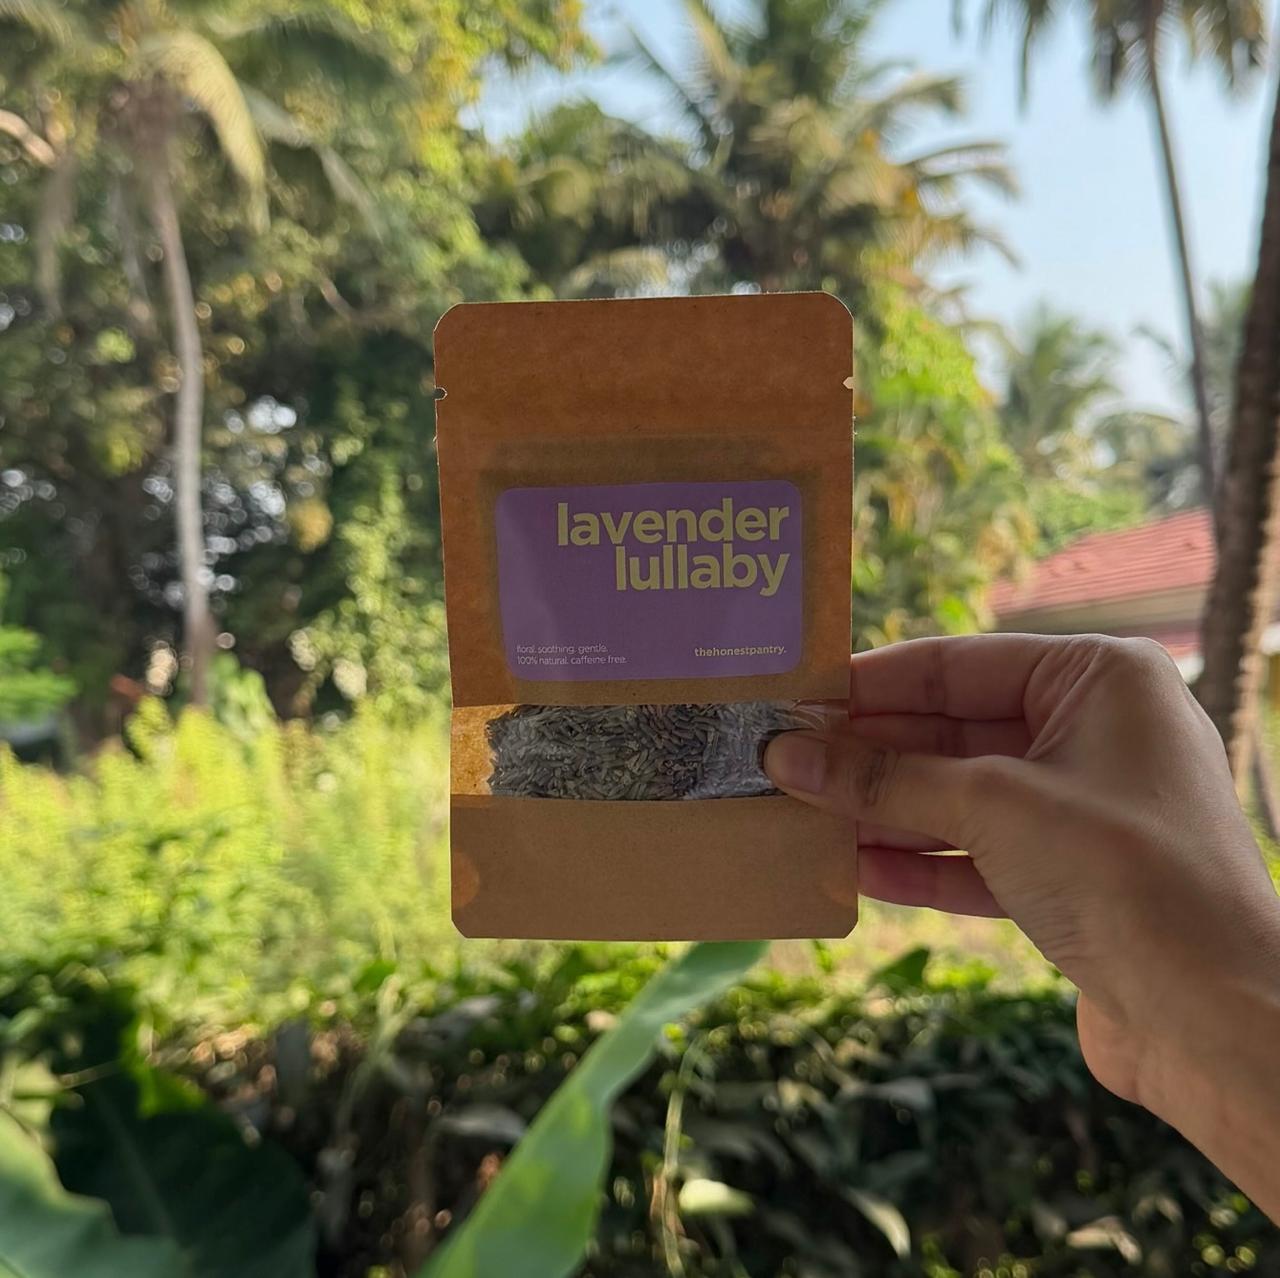 lavender
lullaby
floral. soothing. gentle.
100% natural. caffeine free.
thehonestpantry.